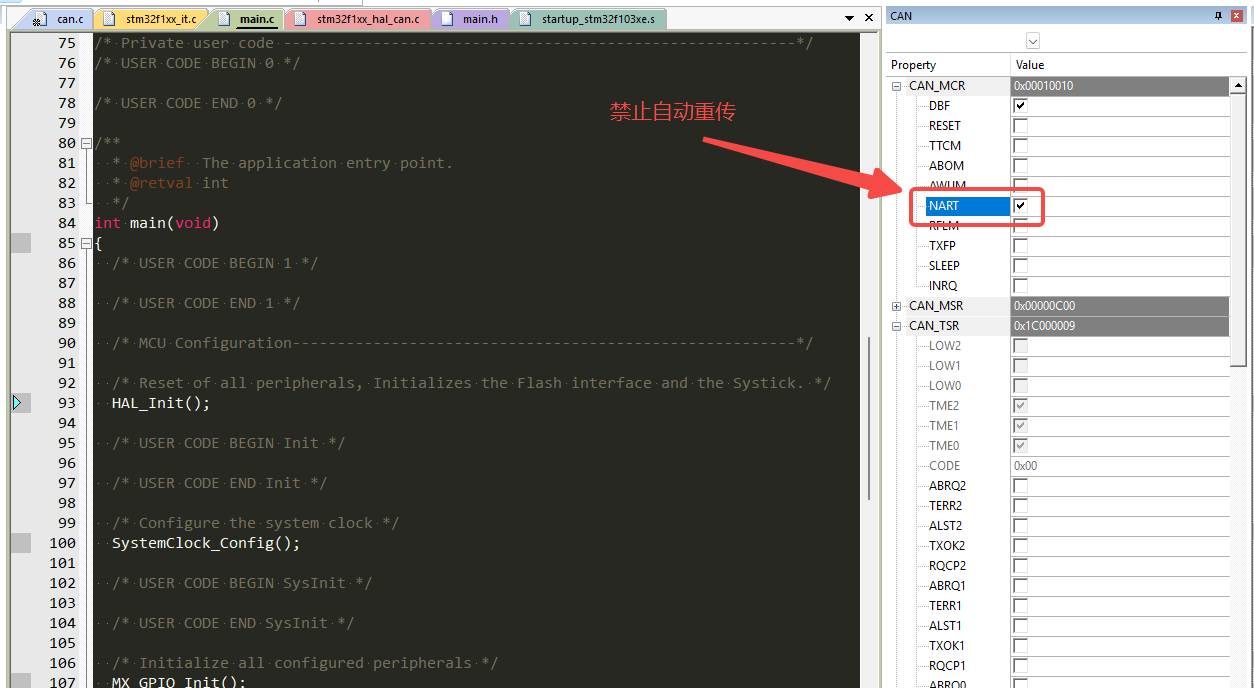 can.c stm32f1xx_it.c main.c stm32f1xx_hal_can.c main.h startup_stm32f103xe.s
75 /* Private user code ---------------------------------------------------------*/
76 /* USER CODE BEGIN 0 */
77
78 /* USER CODE END 0 */
79
80 /**
81 * @brief The application entry point.
82 * @retval int
83 */
84 int main(void)
85 {
86 /* USER CODE BEGIN 1 */
87
88 /* USER CODE END 1 */
89
90 /* MCU Configuration--------------------------------------------------------*/
91
92 /* Reset of all peripherals, Initializes the Flash interface and the Systick. */
93 HAL_Init();
94
95 /* USER CODE BEGIN Init */
96
97 /* USER CODE END Init */
98
99 /* Configure the system clock */
100 SystemClock_Config();
101
102 /* USER CODE BEGIN SysInit */
103
104 /* USER CODE END SysInit */
105
106 /* Initialize all configured peripherals */
107 MX_GPIO_Init();
禁止自动重传
CAN
Property Value
CAN_MCR 0x00010010
DBF
RESET
TTCM
ABOM
AWUM
NART
RFLM
TXFP
SLEEP
INRQ
CAN_MSR 0x00000C00
CAN_TSR 0x1C000009
LOW2
LOW1
LOW0
TME2
TME1
TME0
CODE 0x00
ABRQ2
TERR2
ALST2
TXOK2
RQCP2
ABRQ1
TERR1
ALST1
TXOK1
RQCP1
ABRQ0